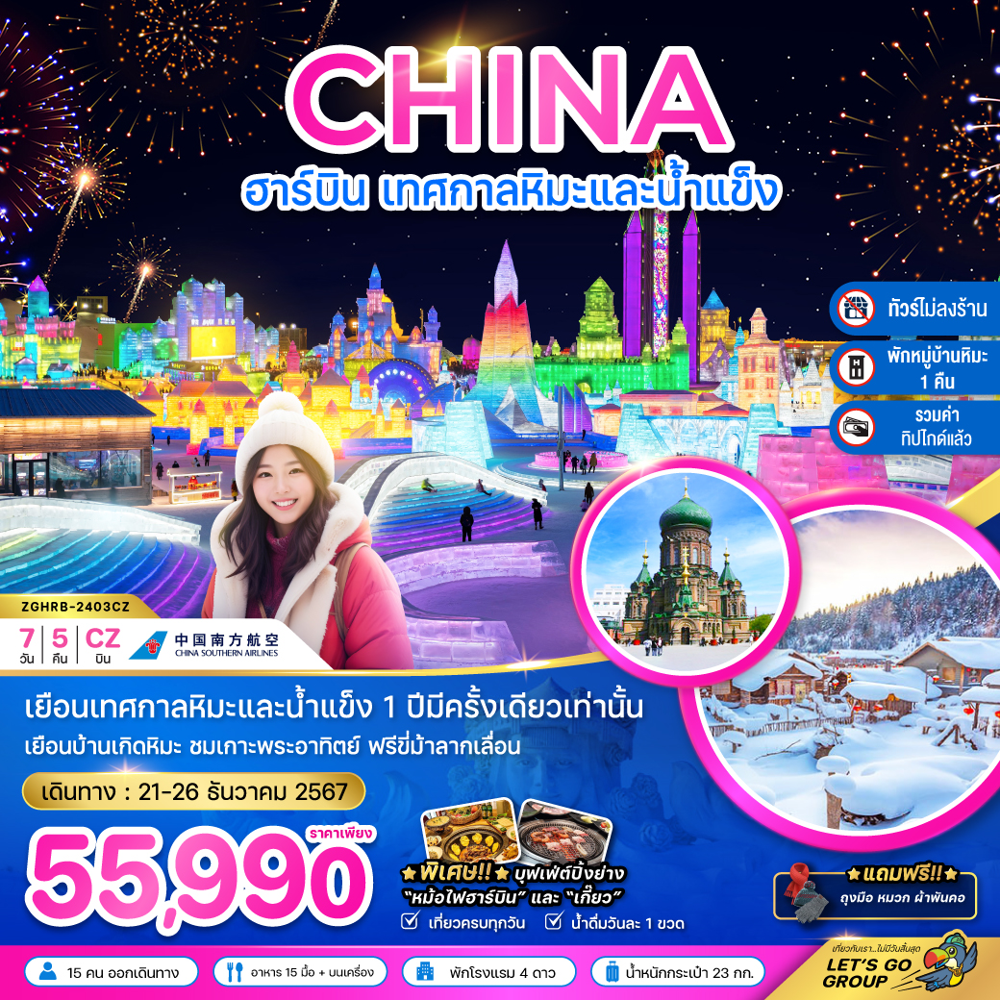 CHINA
ฮาร์บิน เทศกาลหิมะและน้ำแข็ง
ทัวร์ไม่ลงร้าน
พักหมู่บ้านหิมะ
1 คืน
รวมค่า
ทิปไกด์แล้ว
ZGHRB-2403CZ
7 วัน 5 คืน CZ บิน
中国南方航空
CHINA SOUTHERN AIRLINES
เยือนเทศกาลหิมะและน้ำแข็ง 1 ปีมีครั้งเดียวเท่านั้น
เยือนบ้านเกิดหิมะ ชมเกาะพระอาทิตย์ ฟรีขี่ม้าลากเลื่อน
เดินทาง : 21-26 ธันวาคม 2567
ราคาเพียง
55,990
พิเศษ!! บุฟเฟ่ต์ปิ้งย่าง
"หม้อไฟฮาร์บิน" และ "เกี๊ยว"
เที่ยวครบทุกวัน น้ำดื่มวันละ 1 ขวด
แถมฟรี!!
ถุงมือ หมวก ผ้าพันคอ
15 คน ออกเดินทาง
อาหาร 15 มื้อ + บนเครื่อง
พักโรงแรม 4 ดาว
น้ำหนักกระเป๋า 23 กก.
เที่ยวกับเรา...ไม่มีวันสิ้นสุด
LET'S GO
GROUP